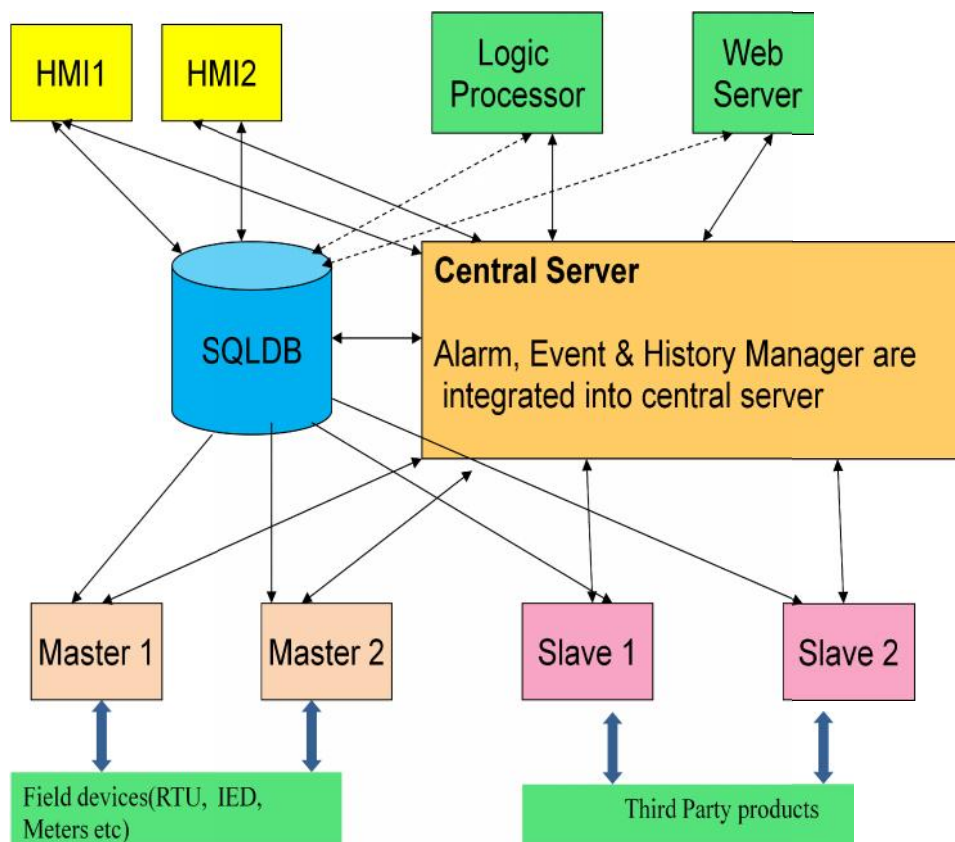 HMI1
HMI2
Logic
Processor
Web
Server
SQLDB
Central Server
Alarm, Event & History Manager are
integrated into central server
Master 1
Master 2
Slave 1
Slave 2
Field devices(RTU, IED,
Meters etc)
Third Party products